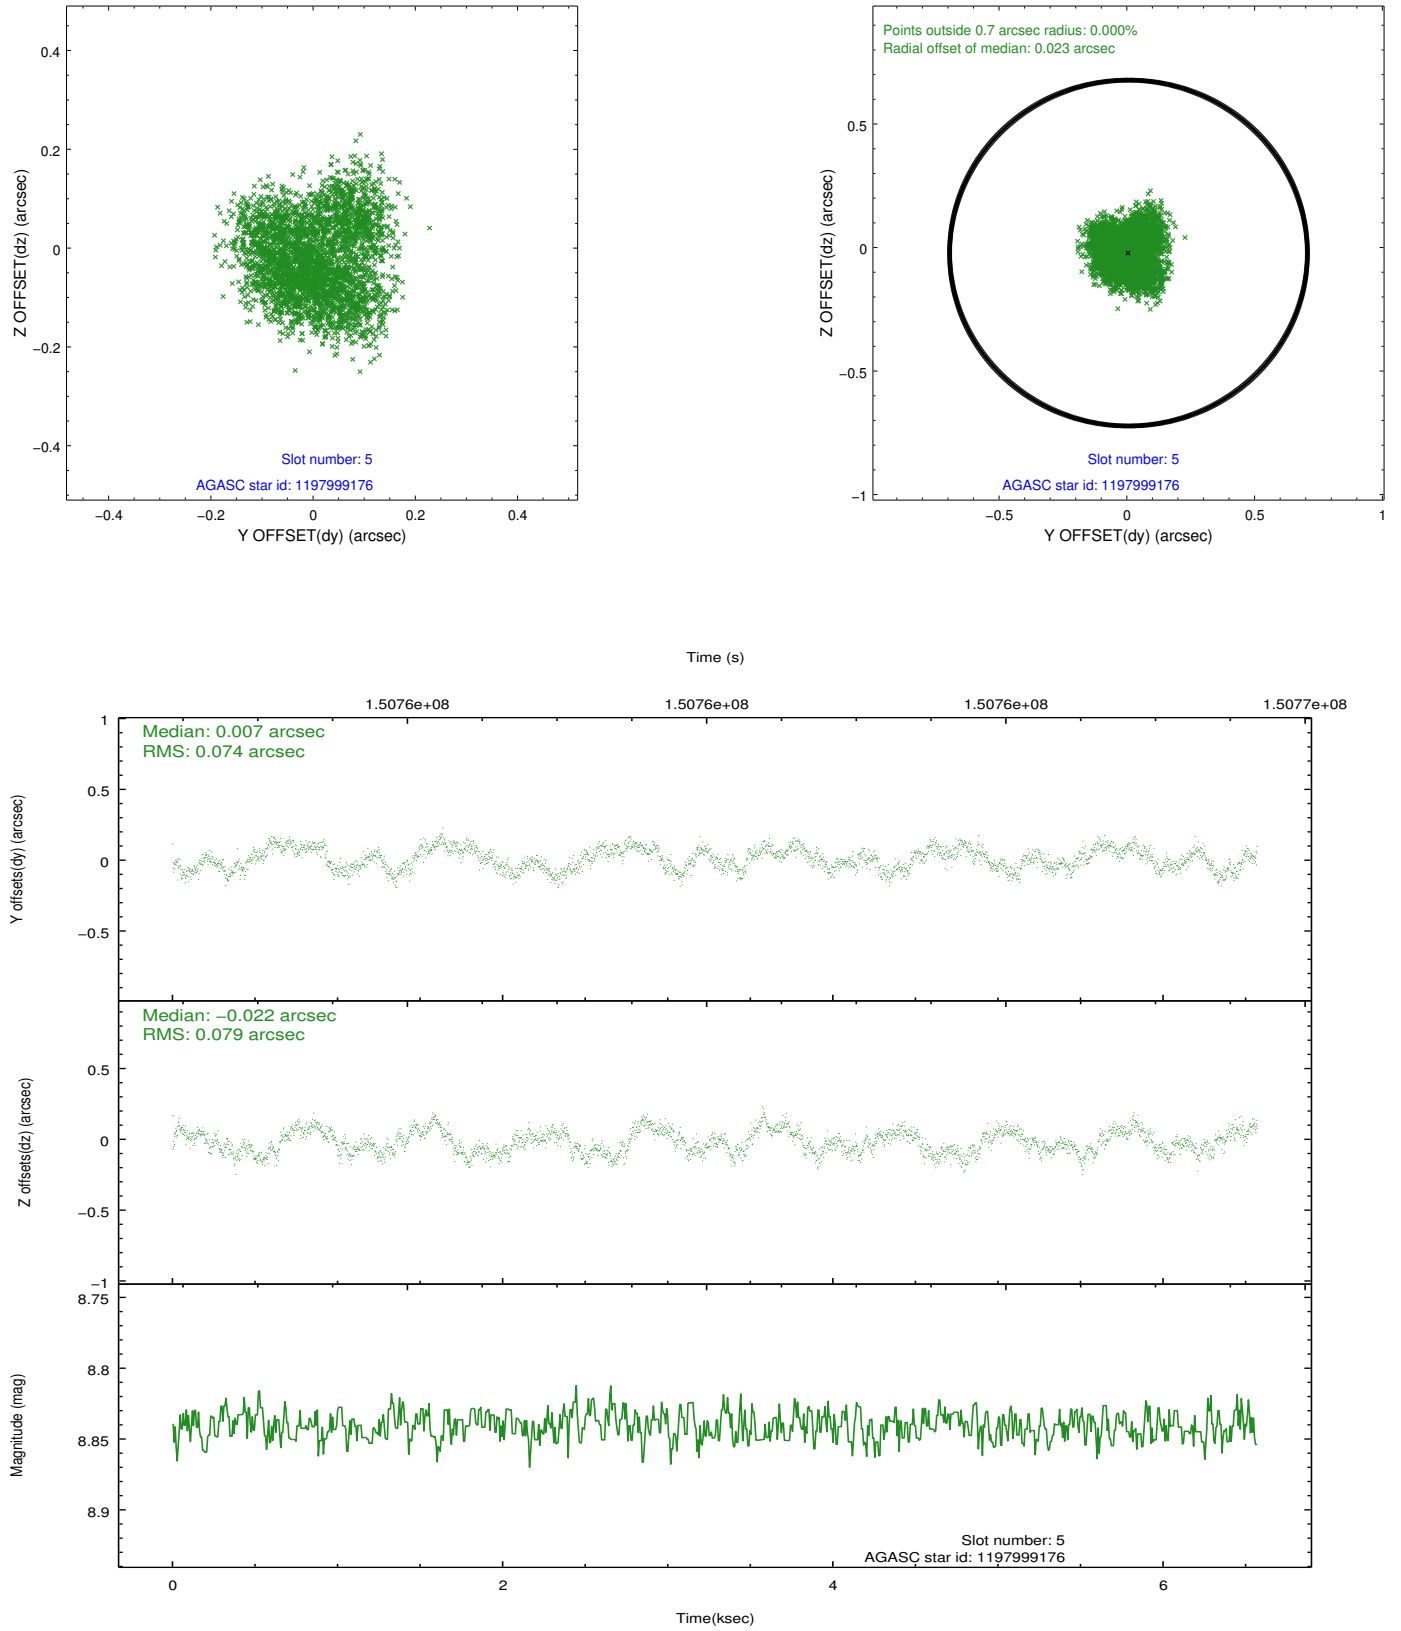 0.4
0.2
0
−0.2
−0.4
Z OFFSET(dz) (arcsec)
Slot number: 5
AGASC star id: 1197999176
−0.4
−0.2
0
0.2
0.4
Y OFFSET(dy) (arcsec)
Points outside 0.7 arcsec radius: 0.000%
Radial offset of median: 0.023 arcsec
0.5
0
−0.5
−1
Z OFFSET(dz) (arcsec)
Slot number: 5
AGASC star id: 1197999176
−0.5
0
0.5
1
Y OFFSET(dy) (arcsec)
Time (s)
1.5076e+08
1.5076e+08
1.5076e+08
1.5077e+08
Median: 0.007 arcsec
RMS: 0.074 arcsec
1
0.5
0
−0.5
Y offsets(dy) (arcsec)
Median: −0.022 arcsec
RMS: 0.079 arcsec
0.5
0
−0.5
−1
Z offsets(dz) (arcsec)
8.75
8.8
8.85
8.9
Magnitude (mag)
Slot number: 5
AGASC star id: 1197999176
0
2
4
6
Time(ksec)